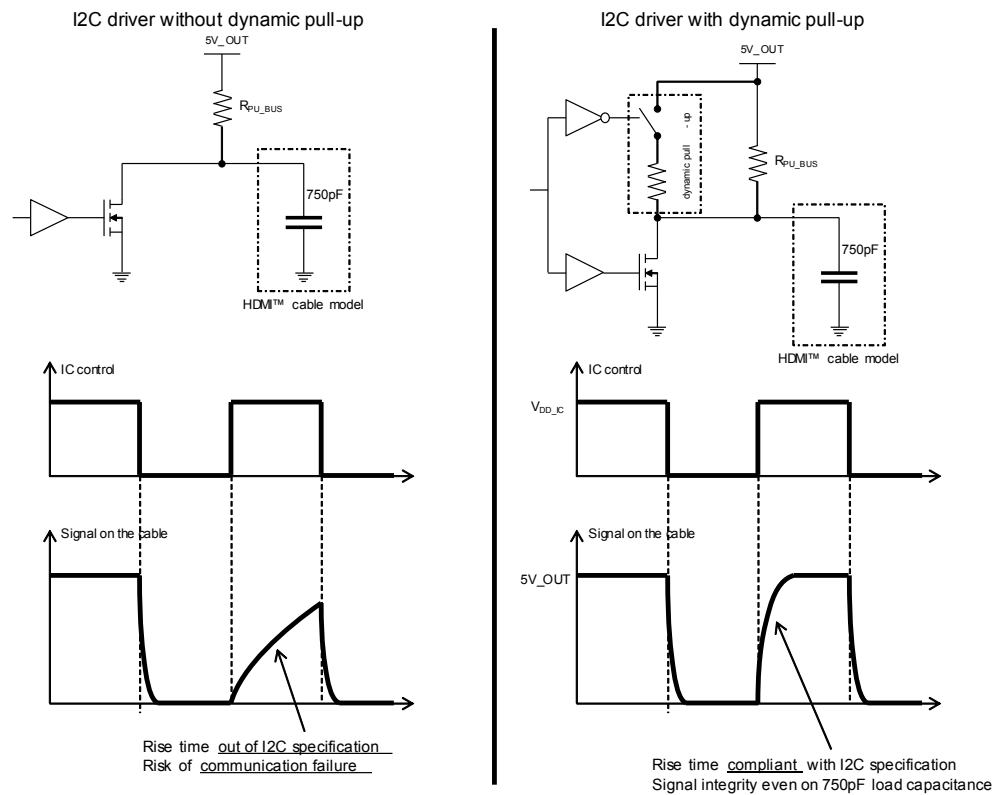 I2C driver without dynamic pull-up
5V_OUT
RPU_BUS
750pF
HDMI™ cable model
IC control
Signal on the cable
Rise time out of I2C specification
Risk of communication failure
I2C driver with dynamic pull-up
5V_OUT
dynamic pull - up
RPU_BUS
750pF
HDMI™ cable model
IC control
VDD_IC
Signal on the cable
5V_OUT
Rise time compliant with I2C specification
Signal integrity even on 750pF load capacitance